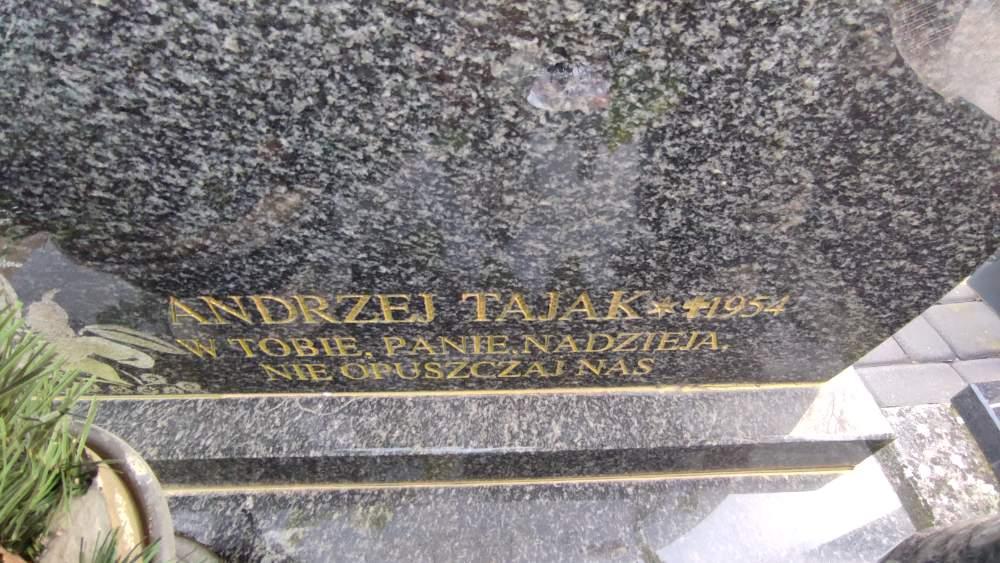 ANDRZEJ TAJAK *✝1954
W TOBIE, PANIE, NADZIEJA,
NIE OPUSZCZAJ NAS